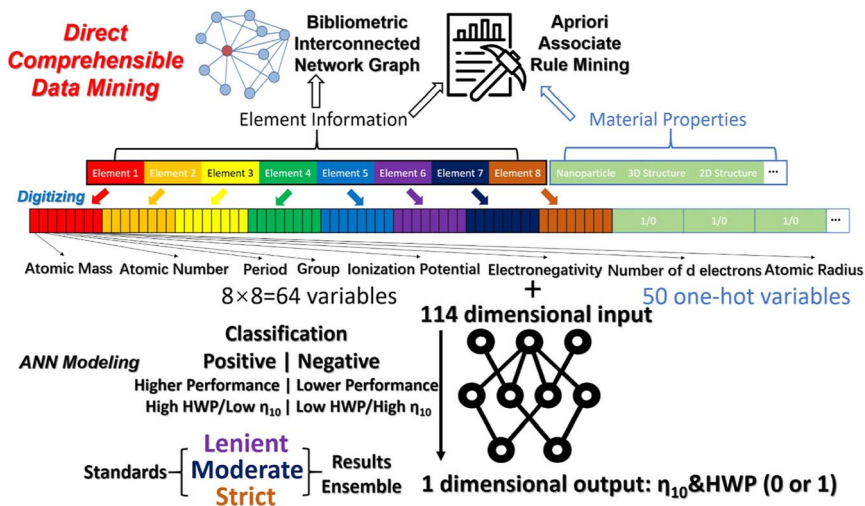 Direct
Comprehensible
Data Mining
Bibliometric
Interconnected
Network Graph
Apriori
Associate
Rule Mining
Element Information
Material Properties
Element 1 Element 2 Element 3 Element 4 Element 5 Element 6 Element 7 Element 8 Nanoparticle 3D Structure 2D Structure ...
Digitizing
1/0 1/0 1/0 ...
Atomic Mass Atomic Number Period Group Ionization Potential Electronegativity Number of d electrons Atomic Radius
8×8=64 variables + 50 one-hot variables
114 dimensional input
Classification
ANN Modeling
Positive | Negative
Higher Performance | Lower Performance
High HWP/Low η10 | Low HWP/High η10
Standards
Lenient
Moderate
Strict
Results
Ensemble
1 dimensional output: η10&HWP (0 or 1)